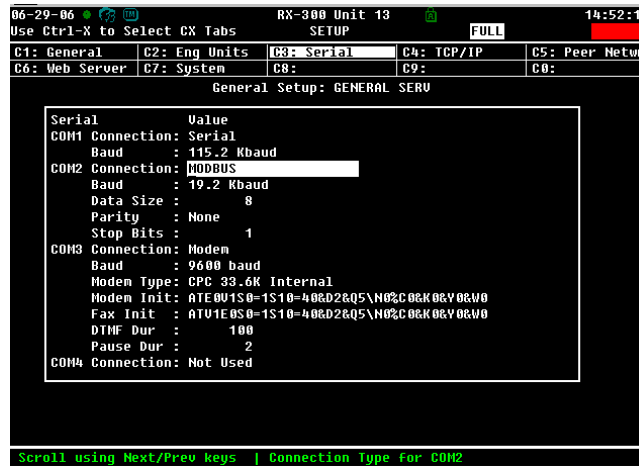 06-29-06 RX-300 Unit 13 14:52:1
Use Ctrl-X to Select CX Tabs SETUP FULL
C1: General C2: Eng Units C3: Serial C4: TCP/IP C5: Peer Netw
C6: Web Server C7: System C8: C9: C0:
General Setup: GENERAL SERV
Serial Value
COM1 Connection: Serial
Baud : 115.2 Kbaud
COM2 Connection: MODBUS
Baud : 19.2 Kbaud
Data Size : 8
Parity : None
Stop Bits : 1
COM3 Connection: Modem
Baud : 9600 baud
Modem Type: CPC 33.6K Internal
Modem Init: ATE0V1S0=1S10=40&D2&Q5\N0%C0&K0&Y0&W0
Fax Init : ATV1E0S0=1S10=40&D2&Q5\N0%C0&K0&Y0&W0
DTMF Dur : 100
Pause Dur : 2
COM4 Connection: Not Used
Scroll using Next/Prev keys | Connection Type for COM2